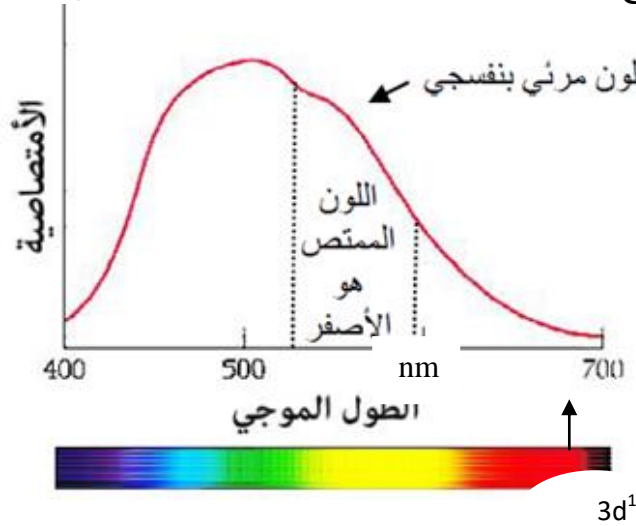 لون مرئي بنفسجي
الأمتصاصية
اللون
الممتص
هو
الأصفر
400
500
nm
700
الطول الموجي
3d¹